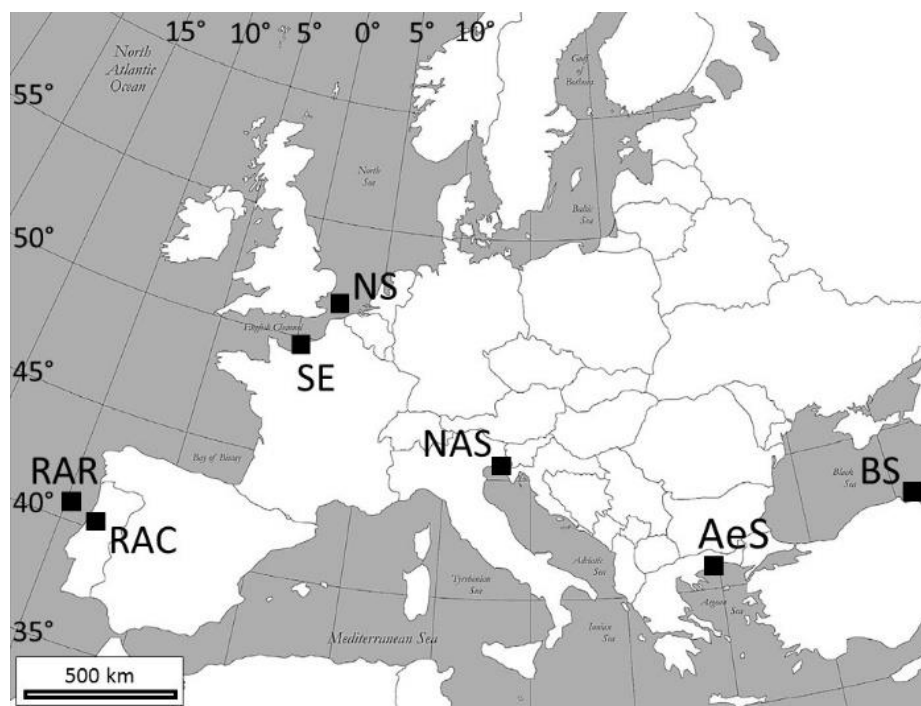 15°
10°
5°
0°
5°
10°
North
Atlantic
Ocean
Gulf
of Bothnia
55°
North
Sea
Baltic
Sea
50°
NS
English Channel
SE
45°
NAS
Bay of Biscay
RAR
Black
Sea
BS
40°
RAC
AeS
Adriatic
Sea
Tyrrhenian
Sea
Aegean
Sea
Ionian
Sea
35°
Mediterranean Sea
500 km